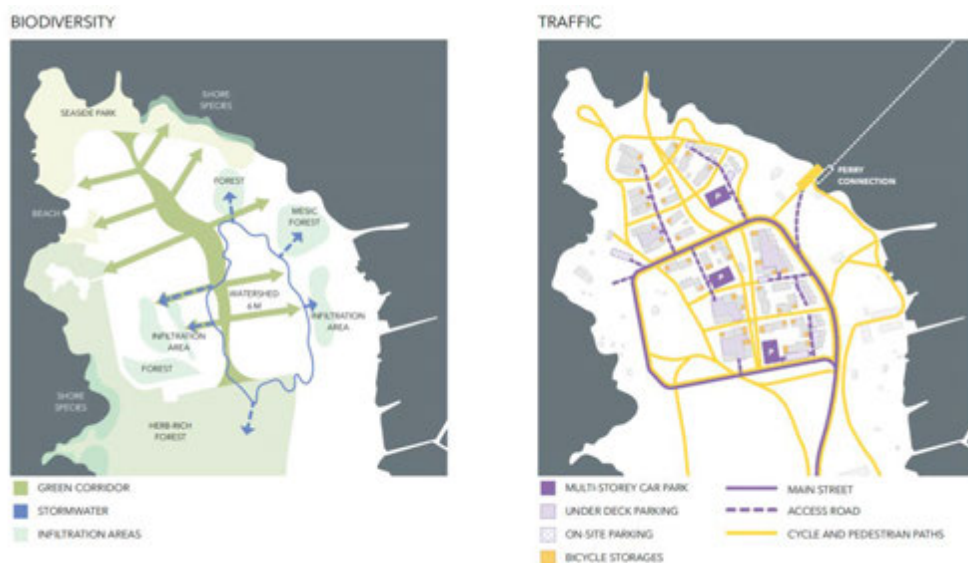 BIODIVERSITY
SEASIDE PARK
SHORE
SPECIES
FOREST
BEACH
MESIC
FOREST
WATERSHED
6 M
INFILTRATION
AREA
INFILTRATION
AREA
FOREST
SHORE
SPECIES
HERB-RICH
FOREST
GREEN CORRIDOR
STORMWATER
INFILTRATION AREAS
TRAFFIC
FERRY
CONNECTION
P
P
P
MULTI-STOREY CAR PARK
UNDER DECK PARKING
ON-SITE PARKING
BICYCLE STORAGES
MAIN STREET
ACCESS ROAD
CYCLE AND PEDESTRIAN PATHS